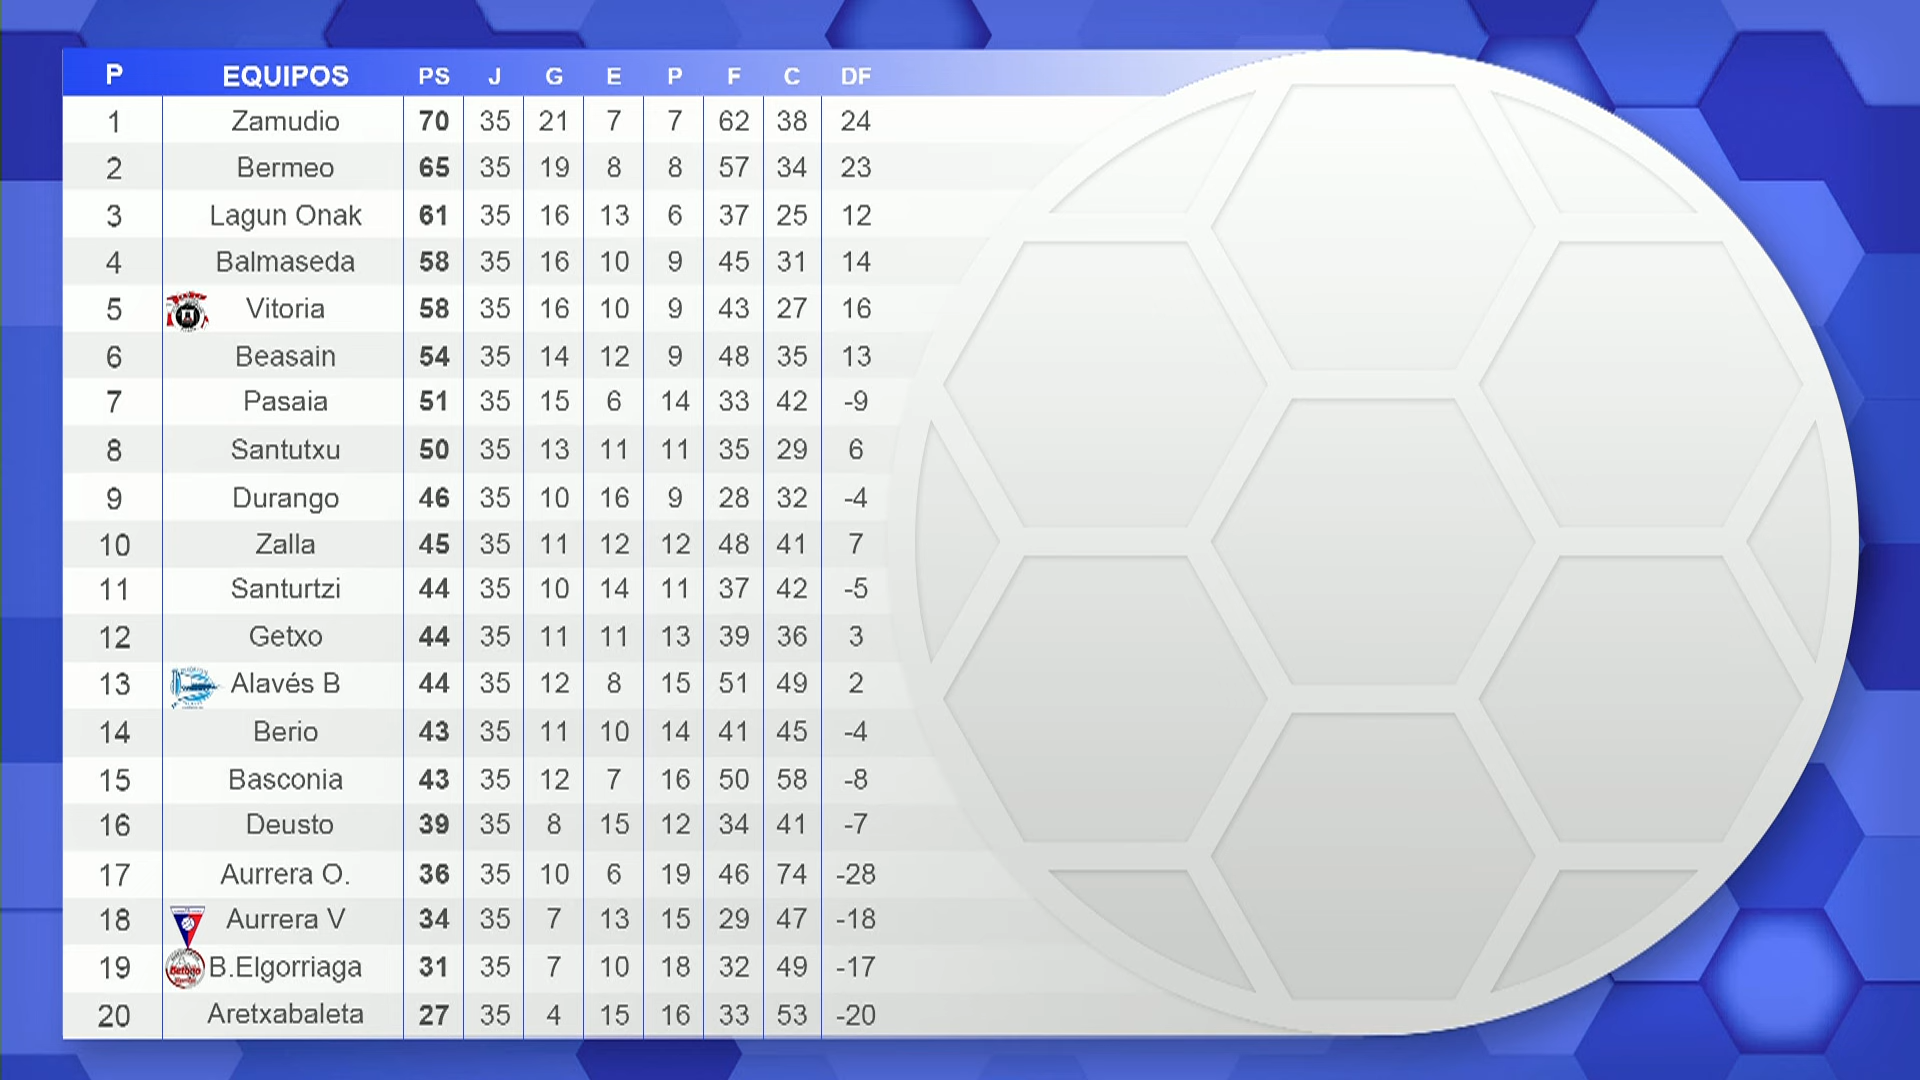 P EQUIPOS PS J G E P F C DF
1 Zamudio 70 35 21 7 7 62 38 24
2 Bermeo 65 35 19 8 8 57 34 23
3 Lagun Onak 61 35 16 13 6 37 25 12
4 Balmaseda 58 35 16 10 9 45 31 14
5 Vitoria 58 35 16 10 9 43 27 16
6 Beasain 54 35 14 12 9 48 35 13
7 Pasaia 51 35 15 6 14 33 42 -9
8 Santutxu 50 35 13 11 11 35 29 6
9 Durango 46 35 10 16 9 28 32 -4
10 Zalla 45 35 11 12 12 48 41 7
11 Santurtzi 44 35 10 14 11 37 42 -5
12 Getxo 44 35 11 11 13 39 36 3
13 Alavés B 44 35 12 8 15 51 49 2
14 Berio 43 35 11 10 14 41 45 -4
15 Basconia 43 35 12 7 16 50 58 -8
16 Deusto 39 35 8 15 12 34 41 -7
17 Aurrera O. 36 35 10 6 19 46 74 -28
18 Aurrera V 34 35 7 13 15 29 47 -18
19 B.Elgorriaga 31 35 7 10 18 32 49 -17
20 Aretxabaleta 27 35 4 15 16 33 53 -20